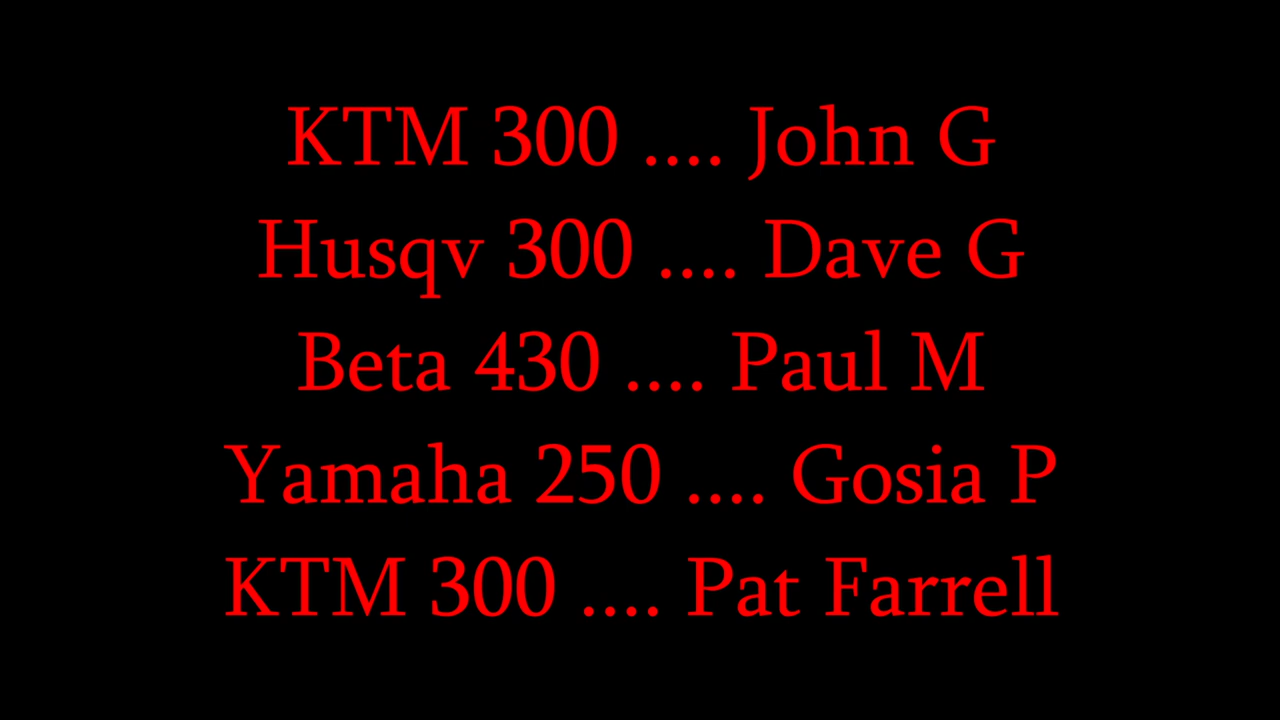 KTM 300 .... John G
Husqv 300 .... Dave G
Beta 430 .... Paul M
Yamaha 250 .... Gosia P
KTM 300 .... Pat Farrell